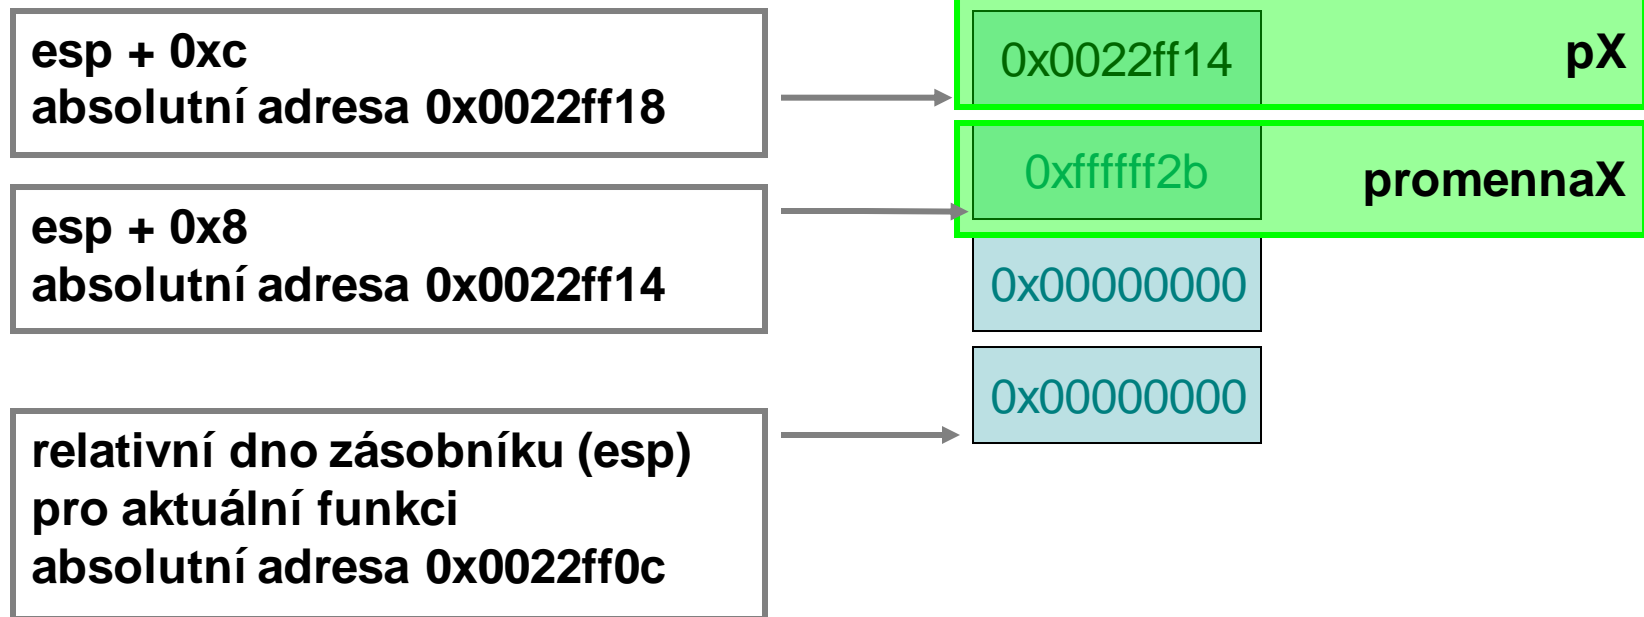 esp + 0xc
absolutní adresa 0x0022ff18
0x0022ff14
pX
esp + 0x8
absolutní adresa 0x0022ff14
0xffffff2b
promennaX
0x00000000
0x00000000
relativní dno zásobníku (esp)
pro aktuální funkci
absolutní adresa 0x0022ff0c